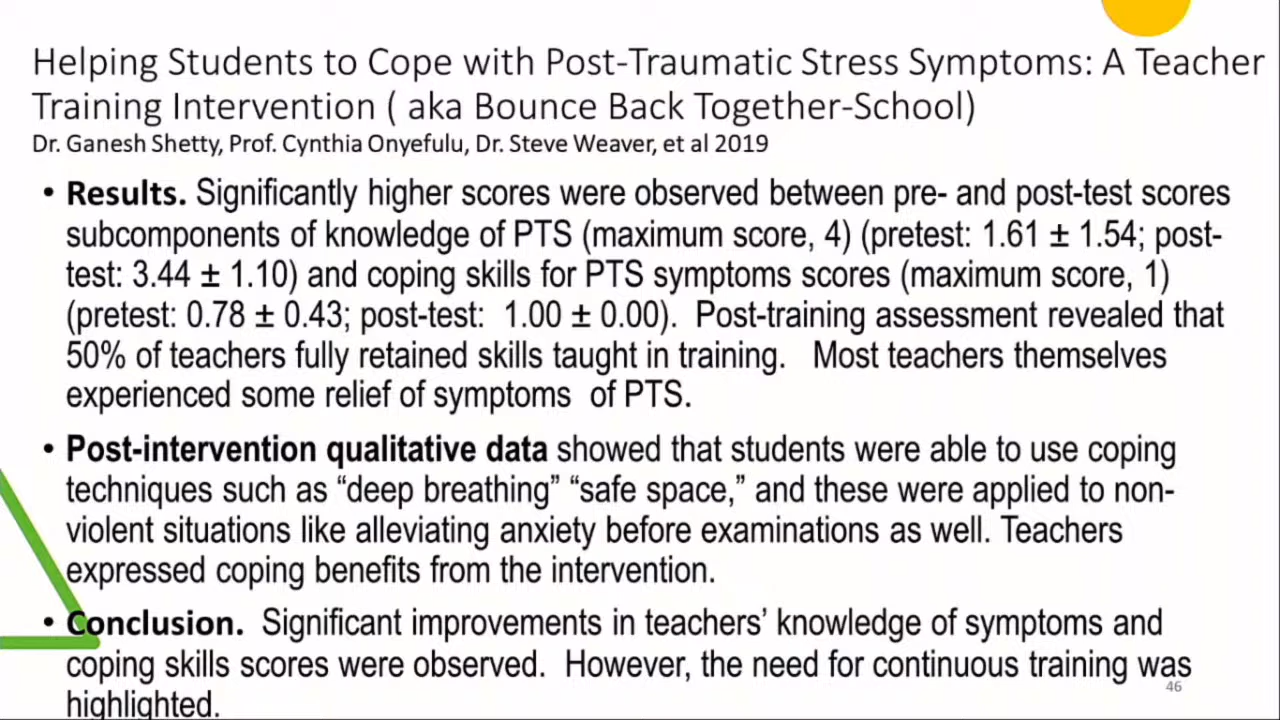 Helping Students to Cope with Post-Traumatic Stress Symptoms: A Teacher
Training Intervention ( aka Bounce Back Together-School)
Dr. Ganesh Shetty, Prof. Cynthia Onyefulu, Dr. Steve Weaver, et al 2019
• Results. Significantly higher scores were observed between pre- and post-test scores
subcomponents of knowledge of PTS (maximum score, 4) (pretest: 1.61 ± 1.54; post-
test: 3.44 ± 1.10) and coping skills for PTS symptoms scores (maximum score, 1)
(pretest: 0.78 ± 0.43; post-test:  1.00 ± 0.00).  Post-training assessment revealed that
50% of teachers fully retained skills taught in training.   Most teachers themselves
experienced some relief of symptoms  of PTS.
• Post-intervention qualitative data showed that students were able to use coping
techniques such as “deep breathing” “safe space,” and these were applied to non-
violent situations like alleviating anxiety before examinations as well. Teachers
expressed coping benefits from the intervention.
• Conclusion.  Significant improvements in teachers’ knowledge of symptoms and
coping skills scores were observed.  However, the need for continuous training was
highlighted.
46